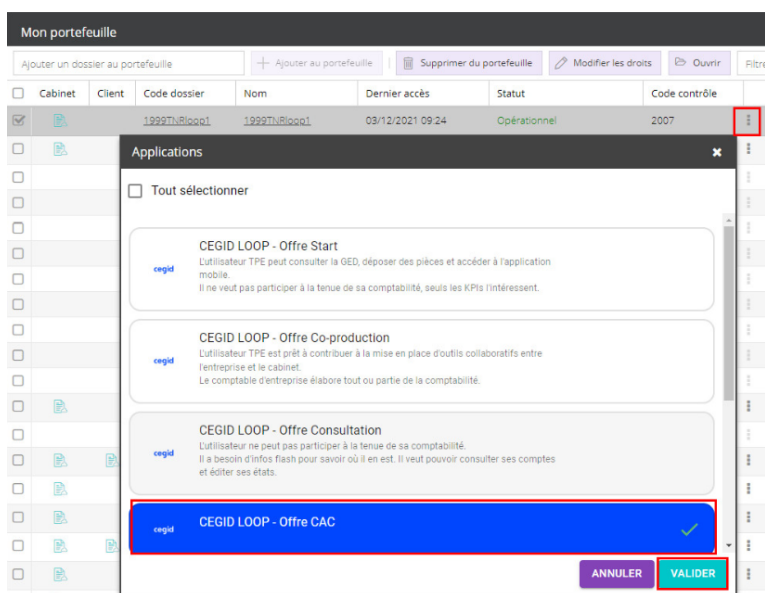 Mon portefeuille
Ajouter un dossier au portefeuille
Ajouter au portefeuille
Supprimer du portefeuille
Modifier les droits
Ouvrir
Filtre
Cabinet Client Code dossier Nom Dernier accès Statut Code contrôle
1999TNRloop1 1999TNRloop1 03/12/2021 09:24 Opérationnel 2007
Applications
Tout sélectionner
CEGID LOOP - Offre Start
cegid
L'utilisateur TPE peut consulter la GED, déposer des pièces et accéder à l'application
mobile.
Il ne veut pas participer à la tenue de sa comptabilité, seuls les KPIs l'intéressent.
CEGID LOOP - Offre Co-production
cegid
L'utilisateur TPE est prêt à contribuer à la mise en place d'outils collaboratifs entre
l'entreprise et le cabinet.
Le comptable d'entreprise élabore tout ou partie de la comptabilité.
CEGID LOOP - Offre Consultation
cegid
L'utilisateur ne peut pas participer à la tenue de sa comptabilité.
Il a besoin d'infos flash pour savoir où il en est. Il veut pouvoir consulter ses comptes
et éditer ses états.
cegid
CEGID LOOP - Offre CAC
ANNULER
VALIDER